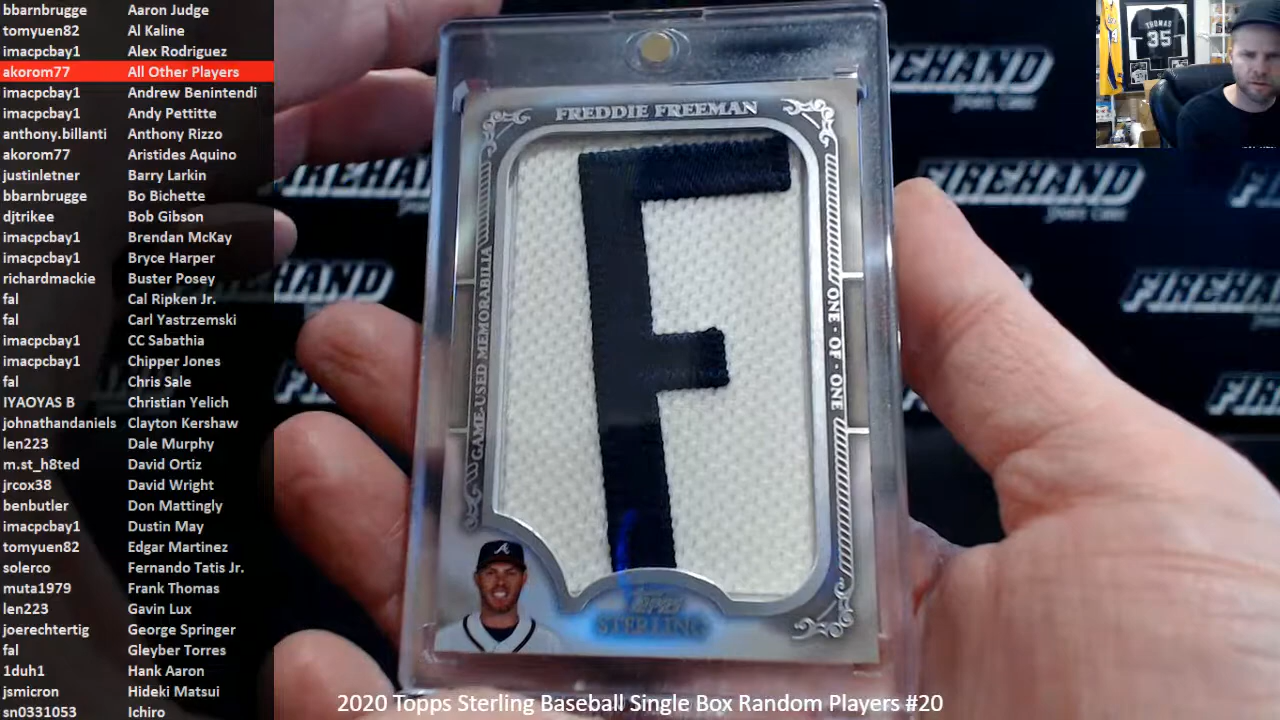 bbarnbrugge Aaron Judge
tomyuen82 Al Kaline
imacpcbay1 Alex Rodriguez
akorom77 All Other Players
imacpcbay1 Andrew Benintendi
imacpcbay1 Andy Pettitte
anthony.billanti Anthony Rizzo
akorom77 Aristides Aquino
justinletner Barry Larkin
bbarnbrugge Bo Bichette
djtrikee Bob Gibson
imacpcbay1 Brendan McKay
imacpcbay1 Bryce Harper
richardmackie Buster Posey
fal Cal Ripken Jr.
fal Carl Yastrzemski
imacpcbay1 CC Sabathia
imacpcbay1 Chipper Jones
fal Chris Sale
IYAOYAS B Christian Yelich
johnathandaniels Clayton Kershaw
len223 Dale Murphy
m.st_h8ted David Ortiz
jrcox38 David Wright
benbutler Don Mattingly
imacpcbay1 Dustin May
tomyuen82 Edgar Martinez
solerco Fernando Tatis Jr.
muta1979 Frank Thomas
len223 Gavin Lux
joerechtertig George Springer
fal Gleyber Torres
1duh1 Hank Aaron
jsmicron Hideki Matsui
sn0331053 Ichiro
FREDDIE FREEMAN
GAME-USED MEMORABILIA
F
ONE-OF-ONE
A
TOPPS
STERLING
FIREHAND
FIREHAND
FIREHAND
FIREHAND
THOMAS
35
2020 Topps Sterling Baseball Single Box Random Players #20